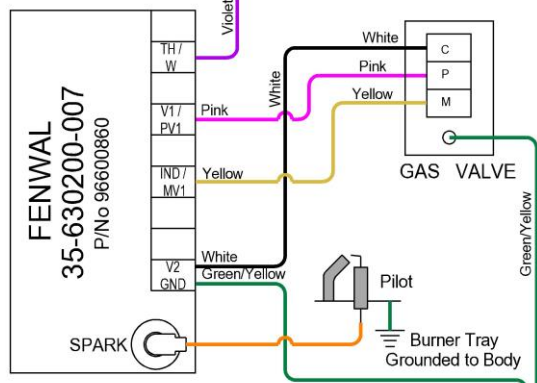 Violet
TH /
W
V1 /
PV1
Pink
IND /
MV1
Yellow
White
V2
GND
White
Green/Yellow
FENWAL
35-630200-007
P/No 96600860
SPARK
White
Pink
Yellow
C
P
M
GAS VALVE
Green/Yellow
Pilot
Burner Tray
Grounded to Body